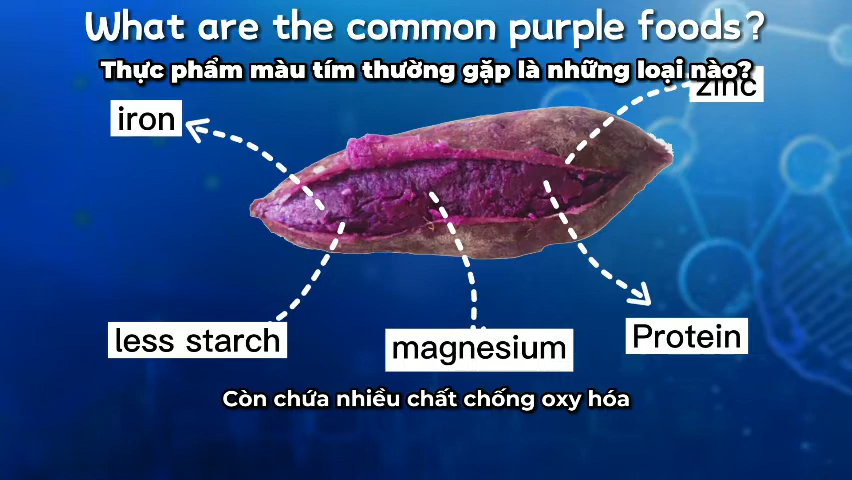 What are the common purple foods?
Thực phẩm màu tím thường gặp là những loại nào?
zinc
iron
less starch
magnesium
Protein
Còn chứa nhiều chất chống oxy hóa